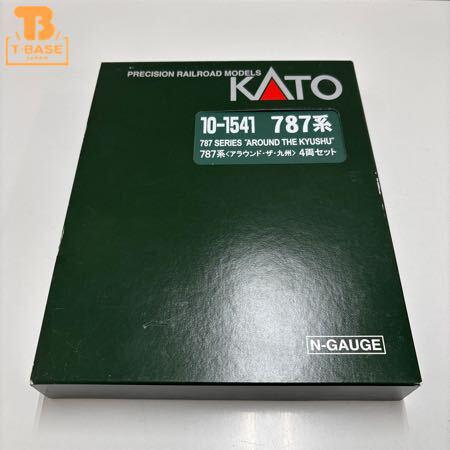 T-BASE
JAPAN
PRECISION RAILROAD MODELS
KATO
10-1541 787系
787 SERIES "AROUND THE KYUSHU"
787系〈アラウンド・ザ・九州〉4両セット
N-GAUGE